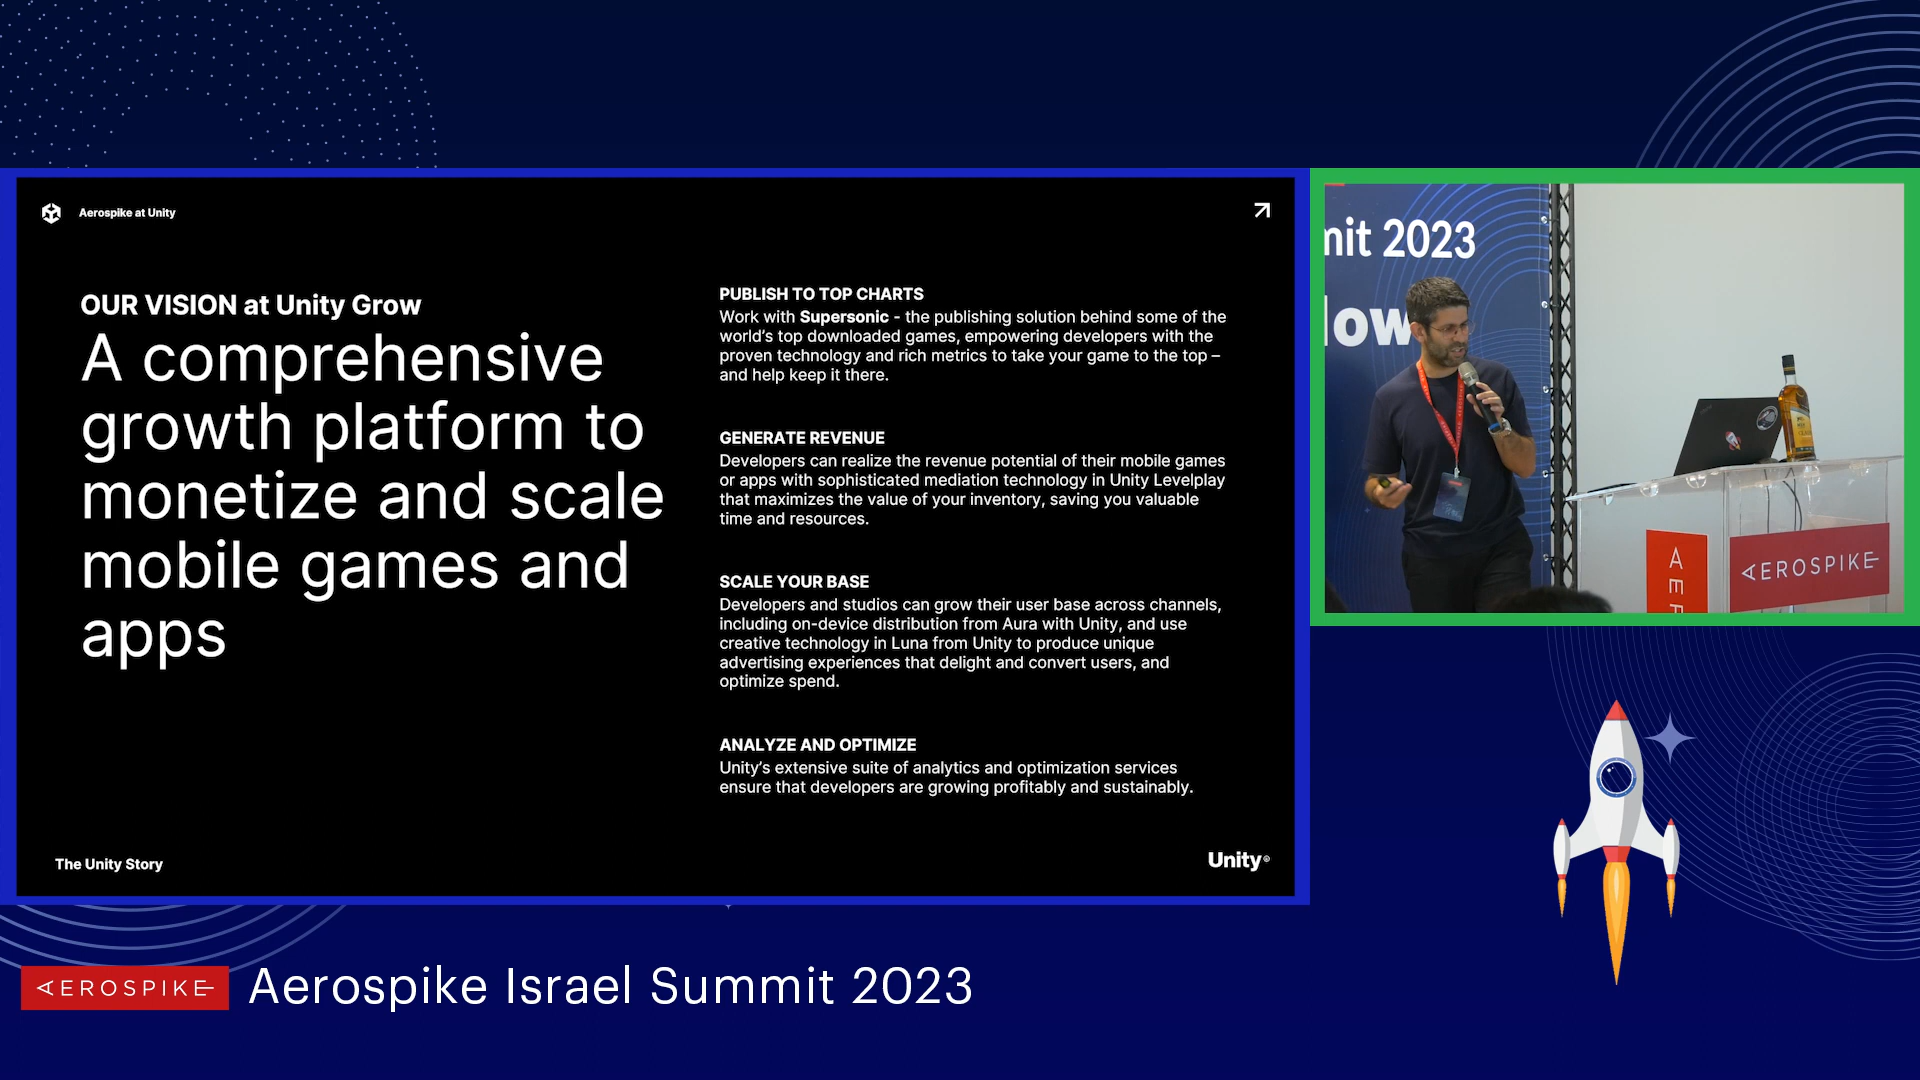 Aerospike at Unity
OUR VISION at Unity Grow
A comprehensive
growth platform to
monetize and scale
mobile games and
apps
PUBLISH TO TOP CHARTS
Work with Supersonic - the publishing solution behind some of the
world's top downloaded games, empowering developers with the
proven technology and rich metrics to take your game to the top –
and help keep it there.
GENERATE REVENUE
Developers can realize the revenue potential of their mobile games
or apps with sophisticated mediation technology in Unity Levelplay
that maximizes the value of your inventory, saving you valuable
time and resources.
SCALE YOUR BASE
Developers and studios can grow their user base across channels,
including on-device distribution from Aura with Unity, and use
creative technology in Luna from Unity to produce unique
advertising experiences that delight and convert users, and
optimize spend.
ANALYZE AND OPTIMIZE
Unity's extensive suite of analytics and optimization services
ensure that developers are growing profitably and sustainably.
The Unity Story
Unity®
mit 2023
low
AER
AEROSPIKE
AEROSPIKE
Aerospike Israel Summit 2023